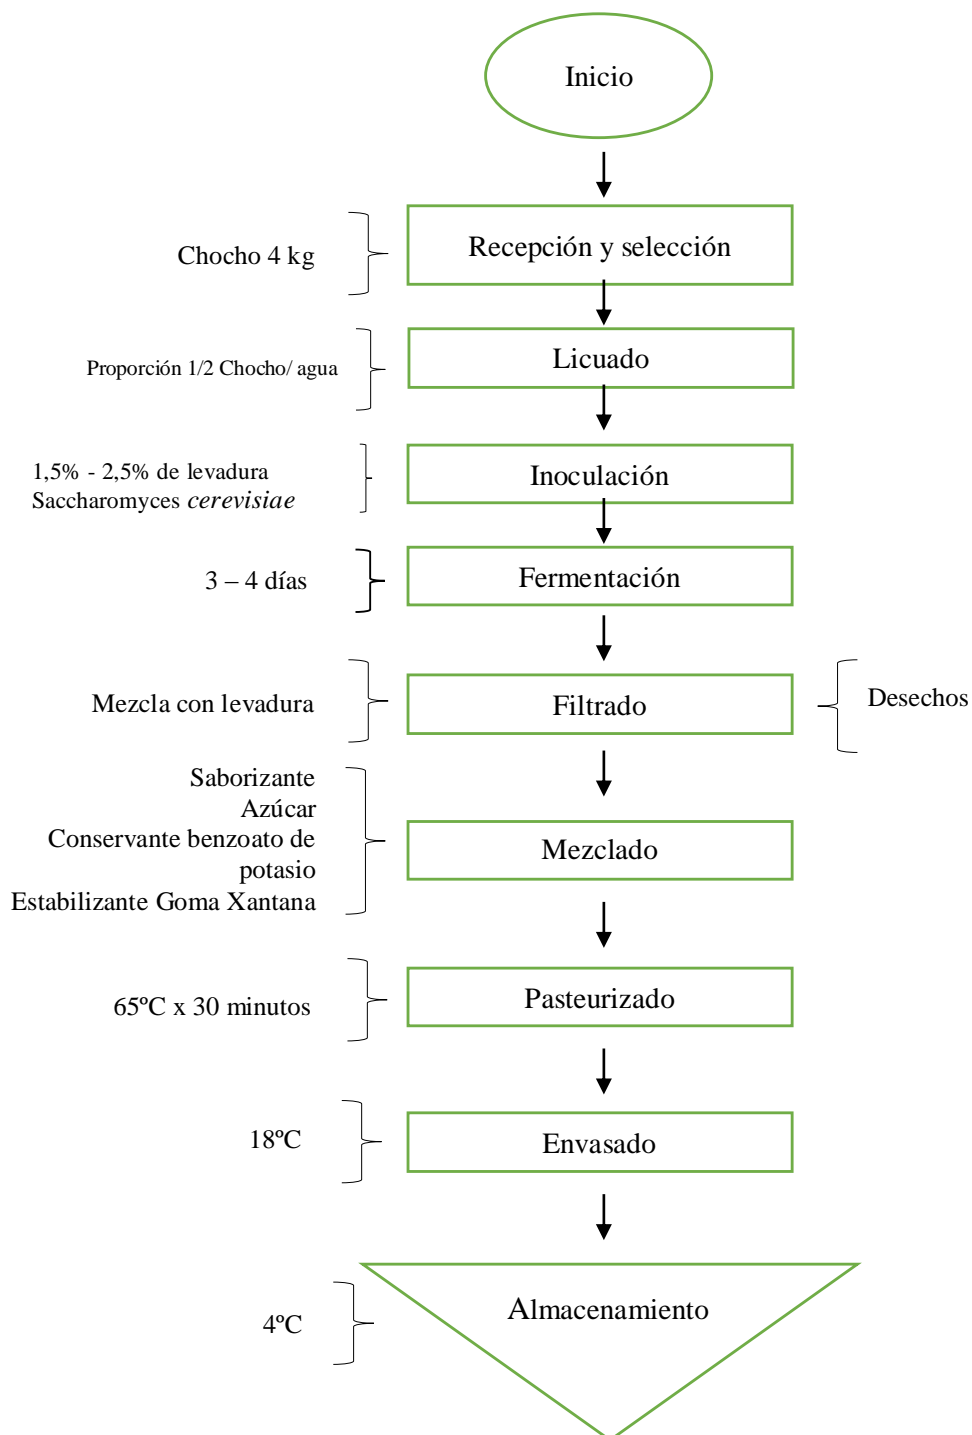 Inicio
Chocho 4 kg
Recepción y selección
Proporción 1/2 Chocho/ agua
Licuado
1,5% - 2,5% de levadura
Saccharomyces cerevisiae
Inoculación
3 – 4 días
Fermentación
Mezcla con levadura
Filtrado
Desechos
Saborizante
Azúcar
Conservante benzoato de
potasio
Estabilizante Goma Xantana
Mezclado
65ºC x 30 minutos
Pasteurizado
18ºC
Envasado
4ºC
Almacenamiento